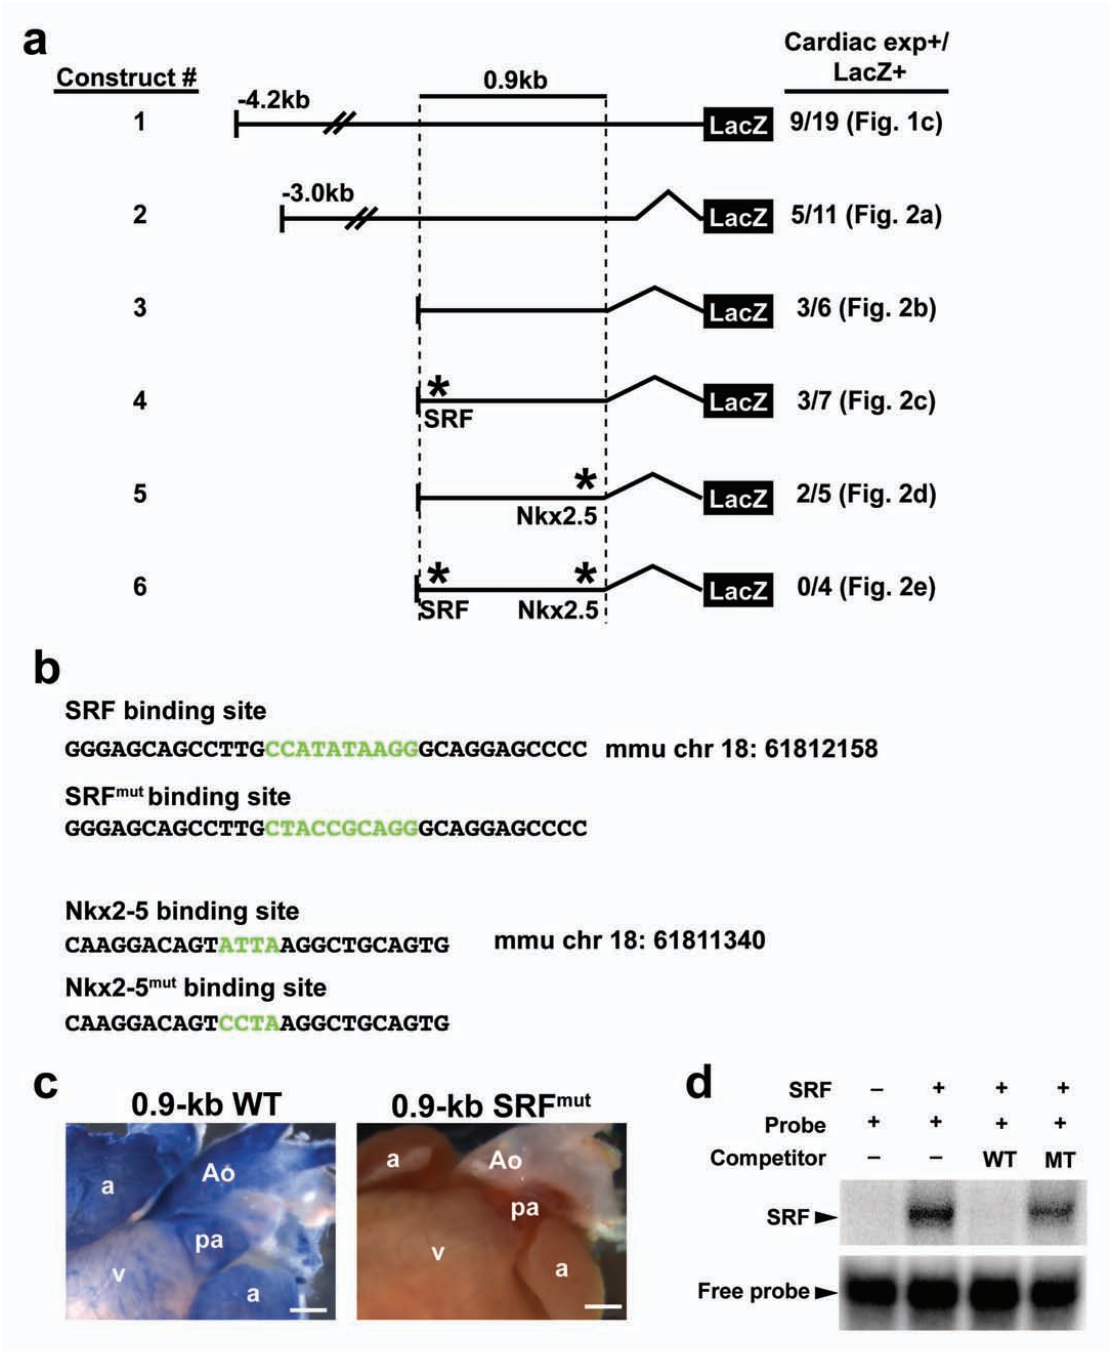 a
Construct #
Cardiac exp+/
LacZ+
0.9kb
1
-4.2kb
LacZ
9/19 (Fig. 1c)
2
-3.0kb
LacZ
5/11 (Fig. 2a)
3
LacZ
3/6 (Fig. 2b)
4
*
SRF
LacZ
3/7 (Fig. 2c)
5
*
Nkx2.5
LacZ
2/5 (Fig. 2d)
6
* *
SRF Nkx2.5
LacZ
0/4 (Fig. 2e)
b
SRF binding site
GGGAGCAGCCTTGCCATATAAGGGCAGGAGCCCC mmu chr 18: 61812158
SRFmut binding site
GGGAGCAGCCTTGCTACCGCAGGGCAGGAGCCCC
Nkx2-5 binding site
CAAGGACAGTATTAAGGCTGCAGTG mmu chr 18: 61811340
Nkx2-5mut binding site
CAAGGACAGTCCTAAGGCTGCAGTG
c
0.9-kb WT
a
Ao
pa
v
a
0.9-kb SRFmut
a
Ao
pa
v
a
d
SRF – + + +
Probe + + + +
Competitor – – WT MT
SRF
Free probe